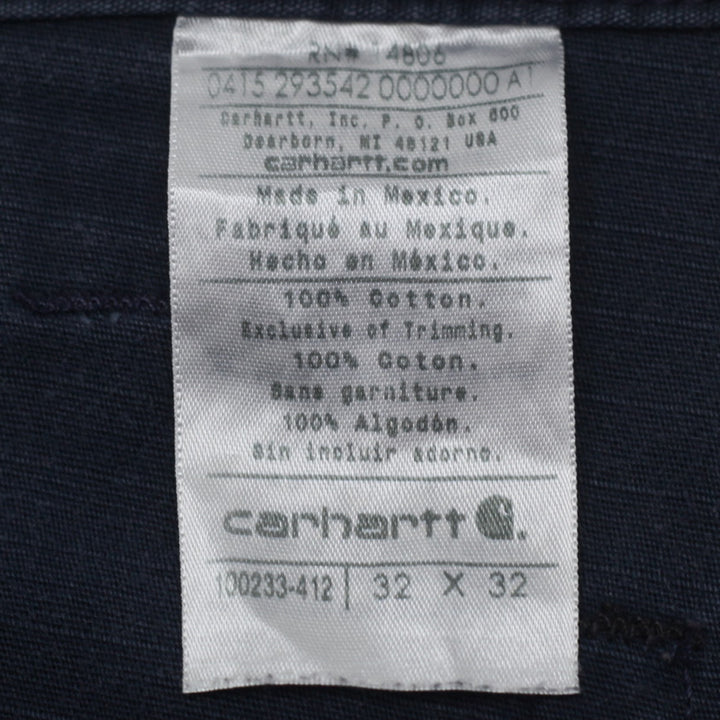 RN# 14806
0415 293542 0000000 A1
Carhartt, Inc. P. O. Box 600
Dearborn, MI 48121 USA
carhartt.com
Made in Mexico.
Fabriqué au Mexique.
Hecho en México.
100% Cotton.
Exclusive of Trimming.
100% Coton.
Sans garniture.
100% Algodón.
Sin incluir adorno.
carhartt
100233-412 | 32 X 32